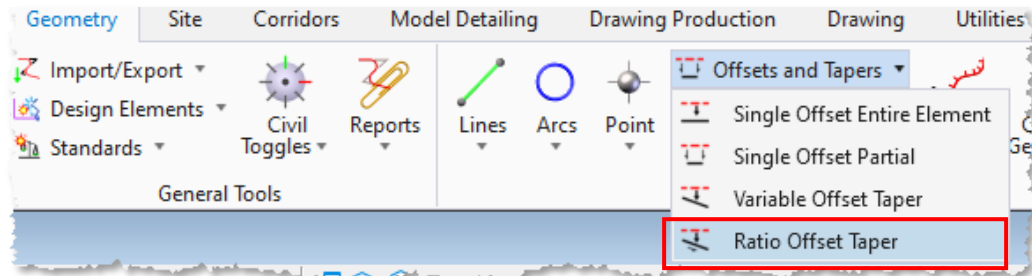 Geometry Site Corridors Model Detailing Drawing Production Drawing Utilities
Import/Export
Design Elements
Standards
Civil Toggles
Reports
Lines
Arcs
Point
General Tools
Offsets and Tapers
Single Offset Entire Element
Single Offset Partial
Variable Offset Taper
Ratio Offset Taper